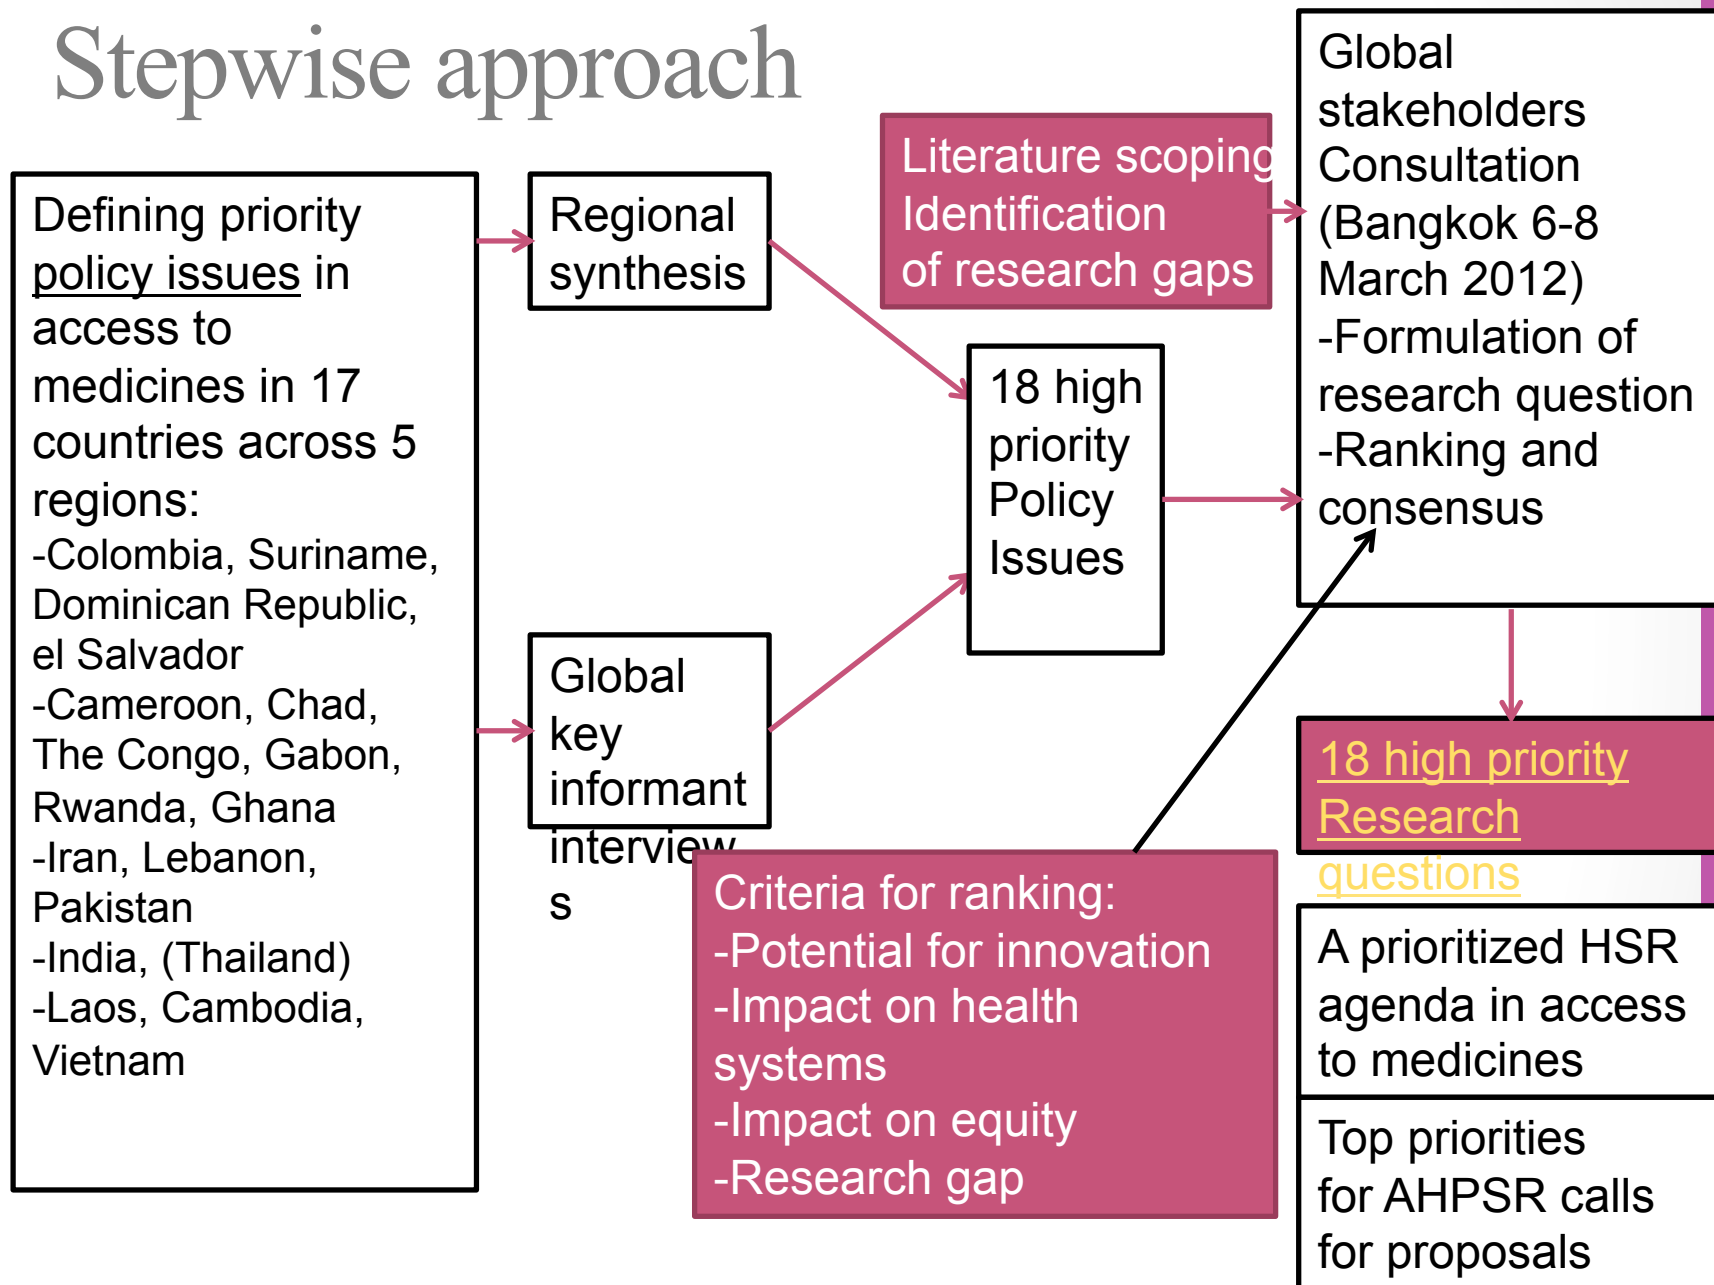 Stepwise approach
Defining priority
policy issues in
access to
medicines in 17
countries across 5
regions:
-Colombia, Suriname,
Dominican Republic,
el Salvador
-Cameroon, Chad,
The Congo, Gabon,
Rwanda, Ghana
-Iran, Lebanon,
Pakistan
-India, (Thailand)
-Laos, Cambodia,
Vietnam
Regional
synthesis
Global
key
informant
interview
s
Literature scoping
Identification
of research gaps
18 high
priority
Policy
Issues
Criteria for ranking:
-Potential for innovation
-Impact on health
systems
-Impact on equity
-Research gap
Global
stakeholders
Consultation
(Bangkok 6-8
March 2012)
-Formulation of
research question
-Ranking and
consensus
18 high priority
Research
questions
A prioritized HSR
agenda in access
to medicines
Top priorities
for AHPSR calls
for proposals